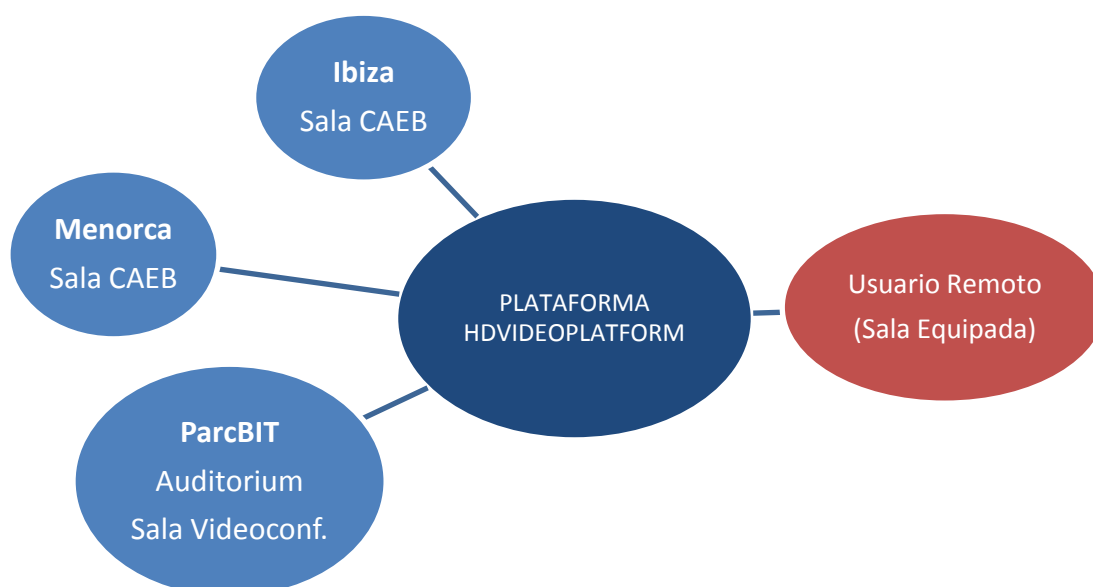 Ibiza
Sala CAEB
Menorca
Sala CAEB
PLATAFORMA
HDVIDEOPLATFORM
Usuario Remoto
(Sala Equipada)
ParcBIT
Auditorium
Sala Videoconf.